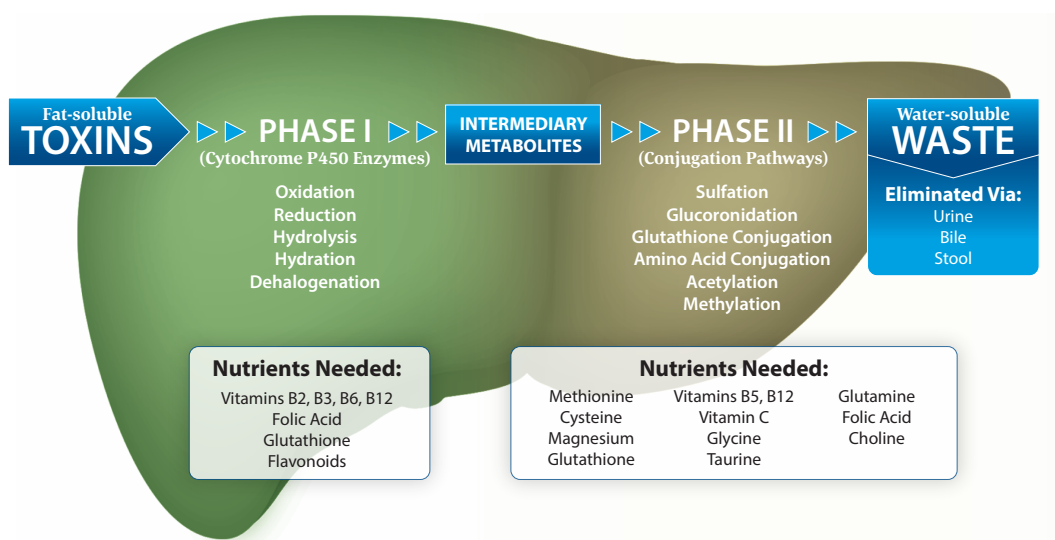 Fat-soluble
TOXINS
PHASE I
(Cytochrome P450 Enzymes)
Oxidation
Reduction
Hydrolysis
Hydration
Dehalogenation
INTERMEDIARY
METABOLITES
PHASE II
(Conjugation Pathways)
Sulfation
Glucoronidation
Glutathione Conjugation
Amino Acid Conjugation
Acetylation
Methylation
Water-soluble
WASTE
Eliminated Via:
Urine
Bile
Stool
Nutrients Needed:
Vitamins B2, B3, B6, B12
Folic Acid
Glutathione
Flavonoids
Nutrients Needed:
Methionine
Cysteine
Magnesium
Glutathione
Vitamins B5, B12
Vitamin C
Glycine
Taurine
Glutamine
Folic Acid
Choline